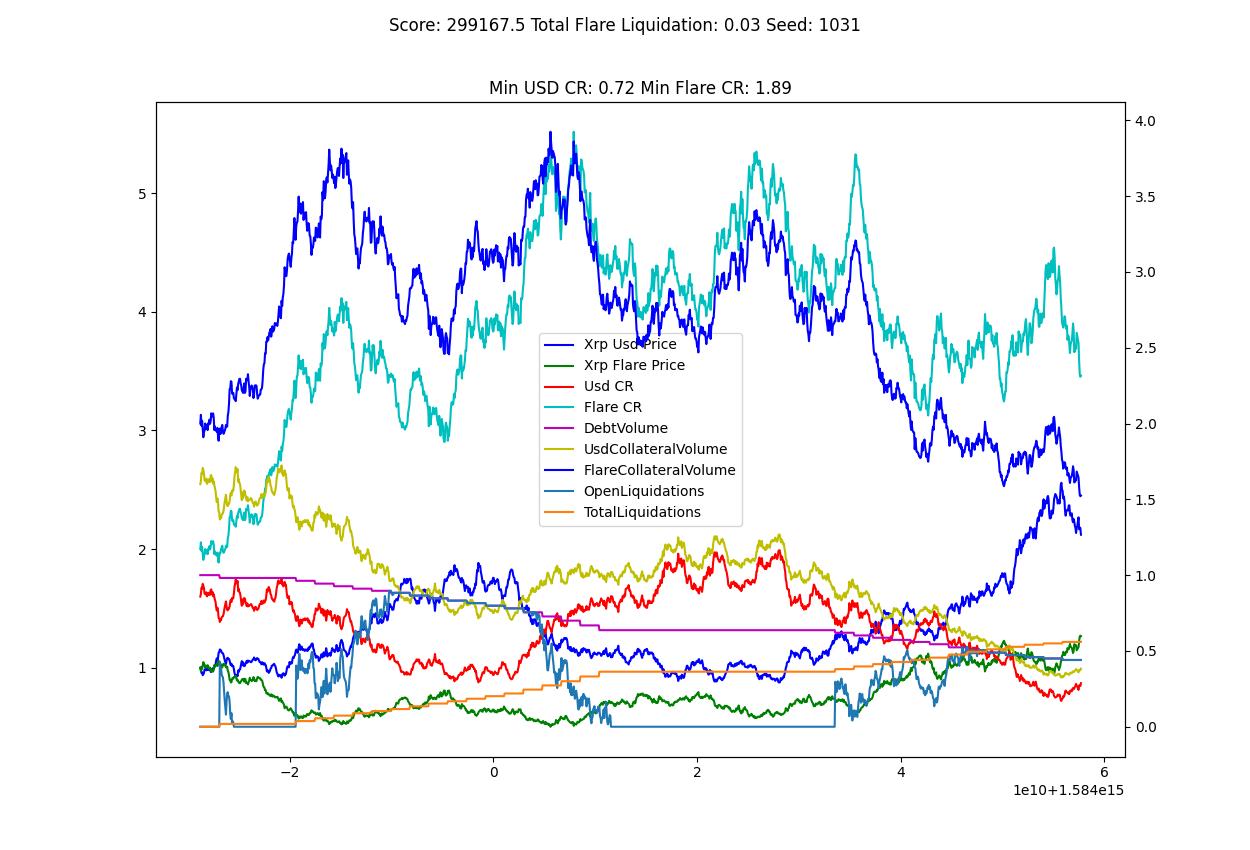 Score: 299167.5 Total Flare Liquidation: 0.03 Seed: 1031
Min USD CR: 0.72 Min Flare CR: 1.89
5
4
3
2
1
4.0
3.5
3.0
2.5
2.0
1.5
1.0
0.5
0.0
Xrp Usd Price
Xrp Flare Price
Usd CR
Flare CR
DebtVolume
UsdCollateralVolume
FlareCollateralVolume
OpenLiquidations
TotalLiquidations
−2 0 2 4 6
1e10+1.584e15